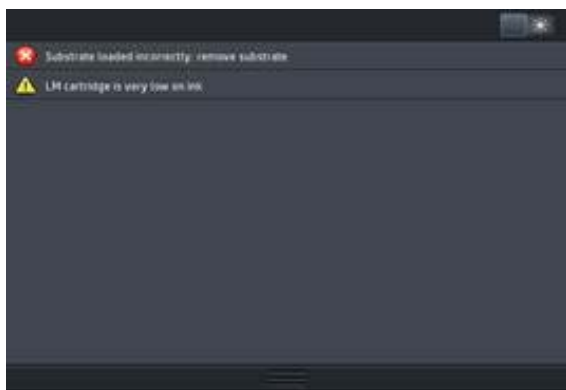 Substrate loaded incorrectly: remove substrate
LM cartridge is very low on ink